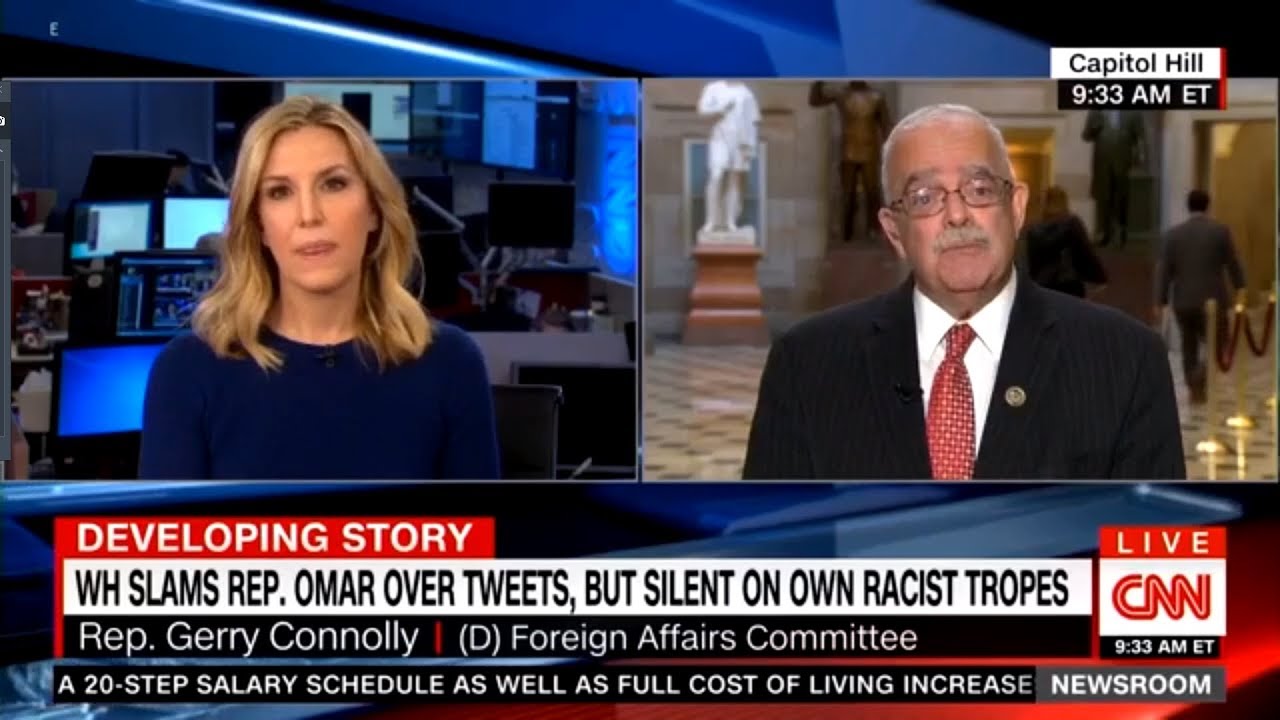 E
Capitol Hill
9:33 AM ET
DEVELOPING STORY
WH SLAMS REP. OMAR OVER TWEETS, BUT SILENT ON OWN RACIST TROPES
Rep. Gerry Connolly | (D) Foreign Affairs Committee
LIVE
CNN
9:33 AM ET
A 20-STEP SALARY SCHEDULE AS WELL AS FULL COST OF LIVING INCREASE
NEWSROOM